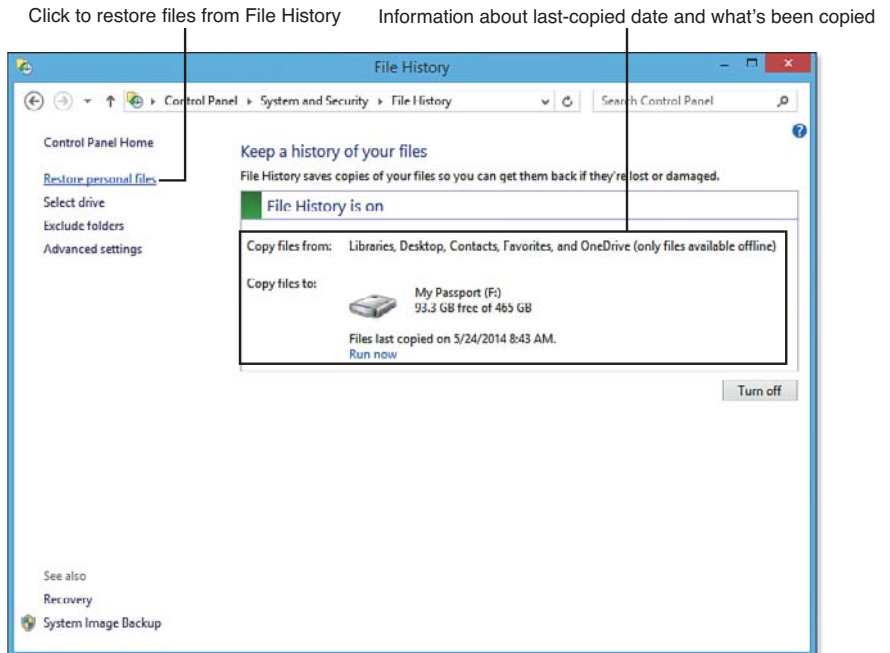 Click to restore files from File History
Information about last-copied date and what's been copied
File History
Control Panel
System and Security
File History
Search Control Panel
Control Panel Home
Restore personal files
Select drive
Exclude folders
Advanced settings
Keep a history of your files
File History saves copies of your files so you can get them back if they're lost or damaged.
File History is on
Copy files from: Libraries, Desktop, Contacts, Favorites, and OneDrive (only files available offline)
Copy files to:
My Passport (F:)
93.3 GB free of 465 GB
Files last copied on 5/24/2014 8:43 AM.
Run now
Turn off
See also
Recovery
System Image Backup